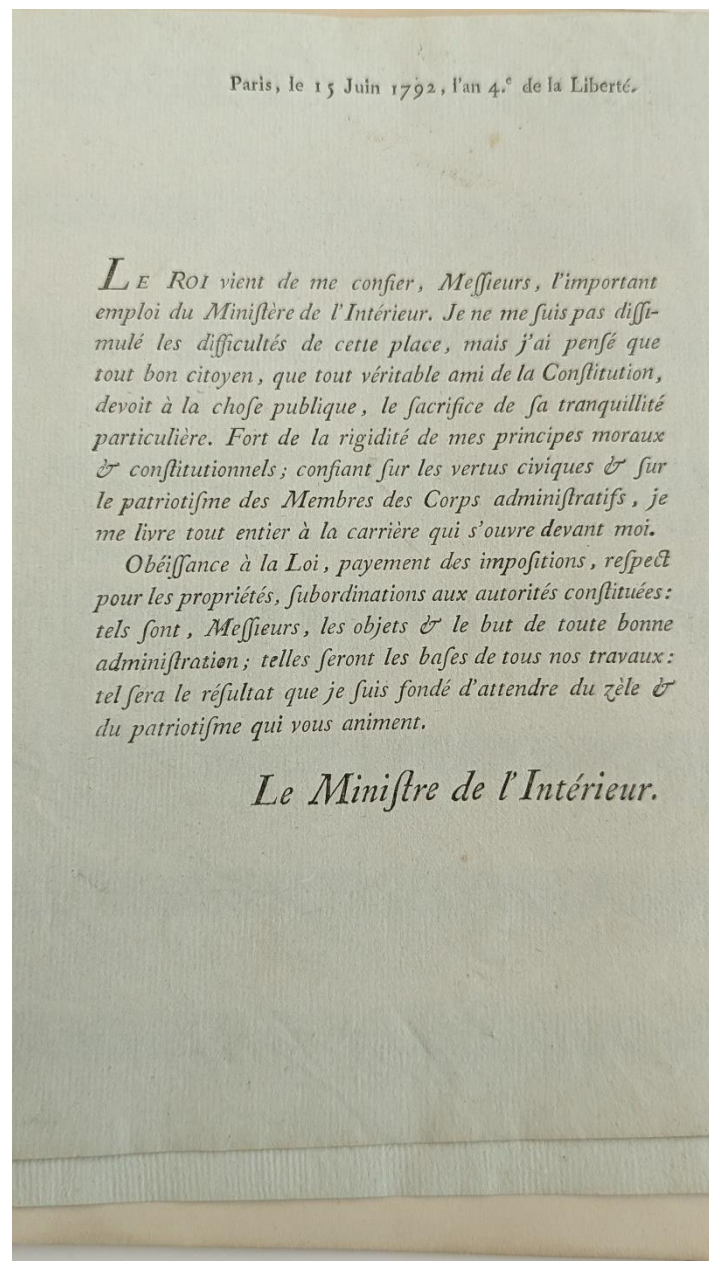 Paris, le 15 Juin 1792, l'an 4.e de la Liberté.
LE ROI vient de me confier, Meſſieurs, l'important
emploi du Miniſtère de l'Intérieur. Je ne me ſuis pas diſſi-
mulé les difficultés de cette place, mais j'ai penſé que
tout bon citoyen, que tout véritable ami de la Conſtitution,
devoit à la choſe publique, le ſacrifice de ſa tranquillité
particulière. Fort de la rigidité de mes principes moraux
& conſtitutionnels; confiant ſur les vertus civiques & ſur
le patriotiſme des Membres des Corps adminiſtratifs, je
me livre tout entier à la carrière qui s'ouvre devant moi.
Obéiſſance à la Loi, payement des impoſitions, reſpect
pour les propriétés, ſubordinations aux autorités conſtituées:
tels ſont, Meſſieurs, les objets & le but de toute bonne
adminiſtration; telles ſeront les baſes de tous nos travaux:
tel ſera le réſultat que je ſuis fondé d'attendre du zèle &
du patriotiſme qui vous animent.
Le Miniſtre de l'Intérieur.